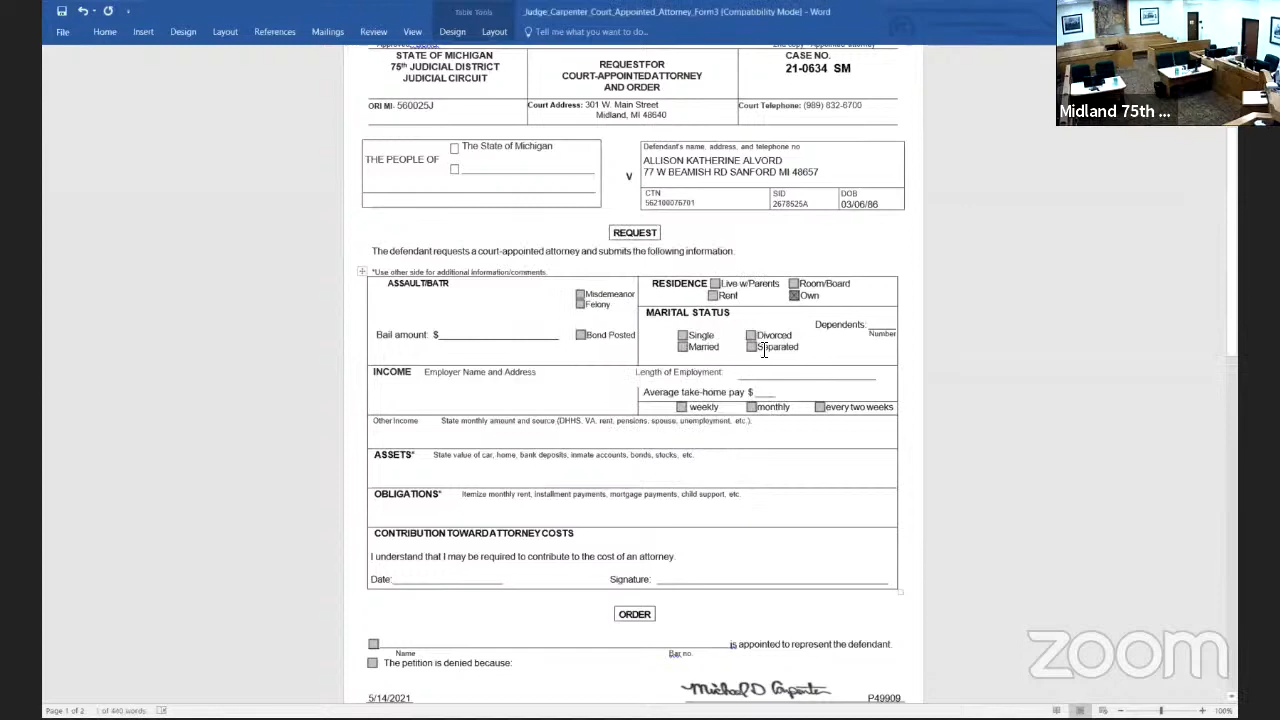 Table Tools
_Judge_Carpenter_Court_Appointed_Attorney_Form3 [Compatibility Mode] - Word
File Home Insert Design Layout References Mailings Review View Design Layout Tell me what you want to do...
Midland 75th ...
STATE OF MICHIGAN
75th JUDICIAL DISTRICT
JUDICIAL CIRCUIT
REQUEST FOR
COURT-APPOINTED ATTORNEY
AND ORDER
CASE NO.
21-0634 SM
ORI MI- 560025J
Court Address: 301 W. Main Street
Midland, MI 48640
Court Telephone: (989) 832-6700
THE PEOPLE OF
The State of Michigan
V
Defendant's name, address, and telephone no
ALLISON KATHERINE ALVORD
77 W BEAMISH RD SANFORD MI 48657
CTN
562100076701
SID
2678525A
DOB
03/06/86
REQUEST
The defendant requests a court-appointed attorney and submits the following information.
*Use other side for additional information/comments.
ASSAULT/BATR
Misdemeanor
Felony
Bail amount: $
Bond Posted
RESIDENCE Live w/Parents Room/Board
Rent Own
MARITAL STATUS
Dependents:
Number
Single Divorced
Married Separated
INCOME Employer Name and Address
Length of Employment:
Average take-home pay $
weekly monthly every two weeks
Other Income State monthly amount and source (DHHS, VA, rent, pensions, spouse, unemployment, etc.).
ASSETS* State value of car, home, bank deposits, inmate accounts, bonds, stocks, etc.
OBLIGATIONS* Itemize monthly rent, installment payments, mortgage payments, child support, etc.
CONTRIBUTION TOWARD ATTORNEY COSTS
I understand that I may be required to contribute to the cost of an attorney.
Date: Signature:
ORDER
is appointed to represent the defendant.
Name Bar no.
The petition is denied because:
5/14/2021 Michael D Carpenter P49909
Page 1 of 2 1 of 440 words 100%
zoom